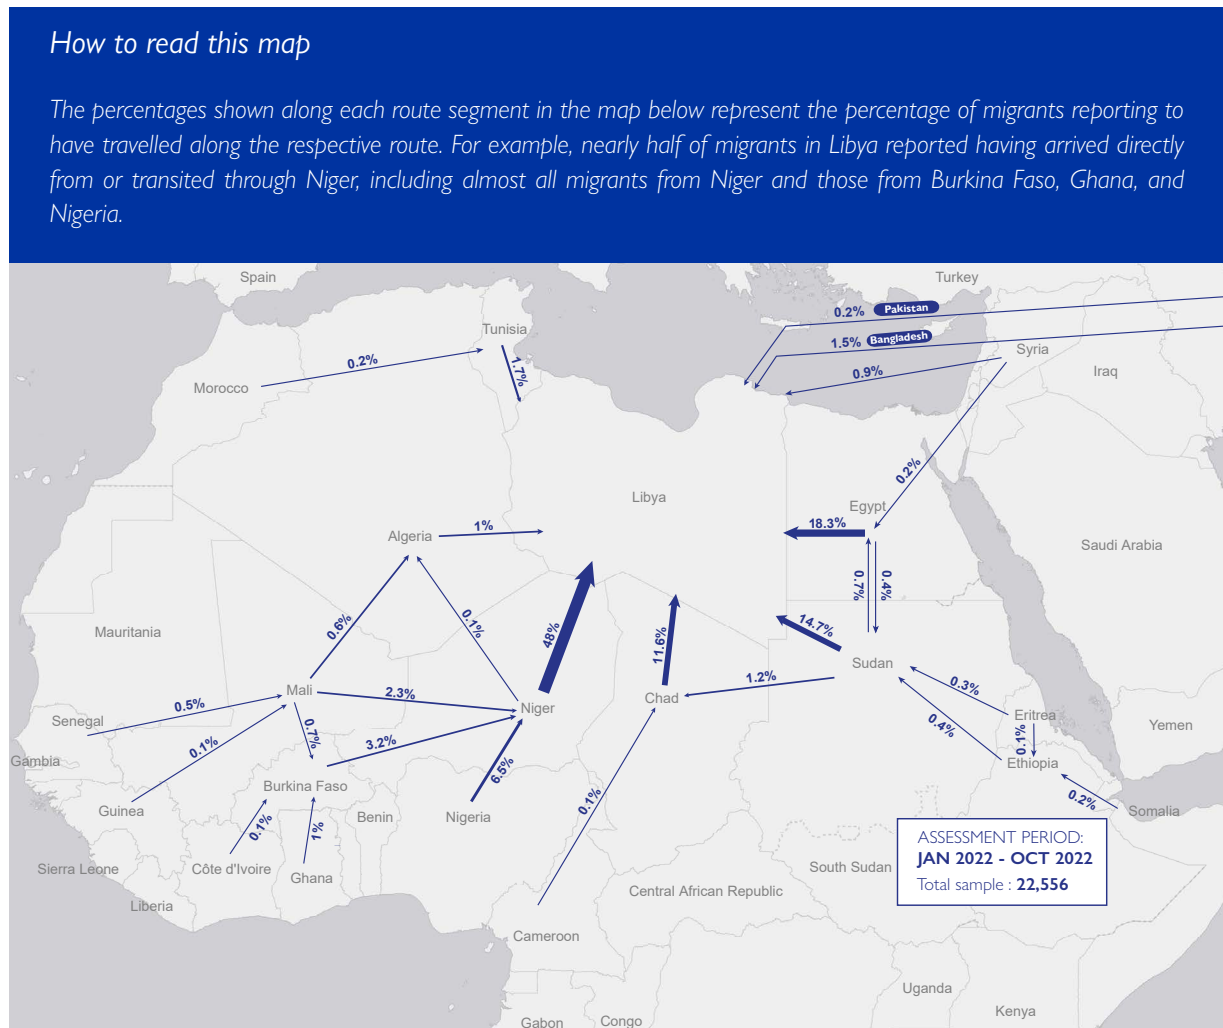 How to read this map
The percentages shown along each route segment in the map below represent the percentage of migrants reporting to
have travelled along the respective route. For example, nearly half of migrants in Libya reported having arrived directly
from or transited through Niger, including almost all migrants from Niger and those from Burkina Faso, Ghana, and
Nigeria.
Spain
Turkey
0.2%
Pakistan
Tunisia
1.5%
Bangladesh
Syria
0.2%
1.7%
0.9%
Iraq
Morocco
0.2%
Libya
Egypt
18.3%
1%
Algeria
Saudi Arabia
0.7%
0.4%
0.6%
0.1%
48%
11.6%
14.7%
Mauritania
Sudan
1.2%
0.3%
Mali
2.3%
Chad
0.5%
Niger
Senegal
0.7%
0.4%
Eritrea
Yemen
0.1%
3.2%
0.1%
Gambia
6.5%
Ethiopia
Burkina Faso
0.1%
0.2%
Guinea
Benin
Nigeria
Somalia
0.1%
1%
ASSESSMENT PERIOD:
JAN 2022 - OCT 2022
Total sample : 22,556
Sierra Leone
Côte d'Ivoire
Ghana
South Sudan
Central African Republic
Liberia
Cameroon
Uganda
Kenya
Gabon
Congo